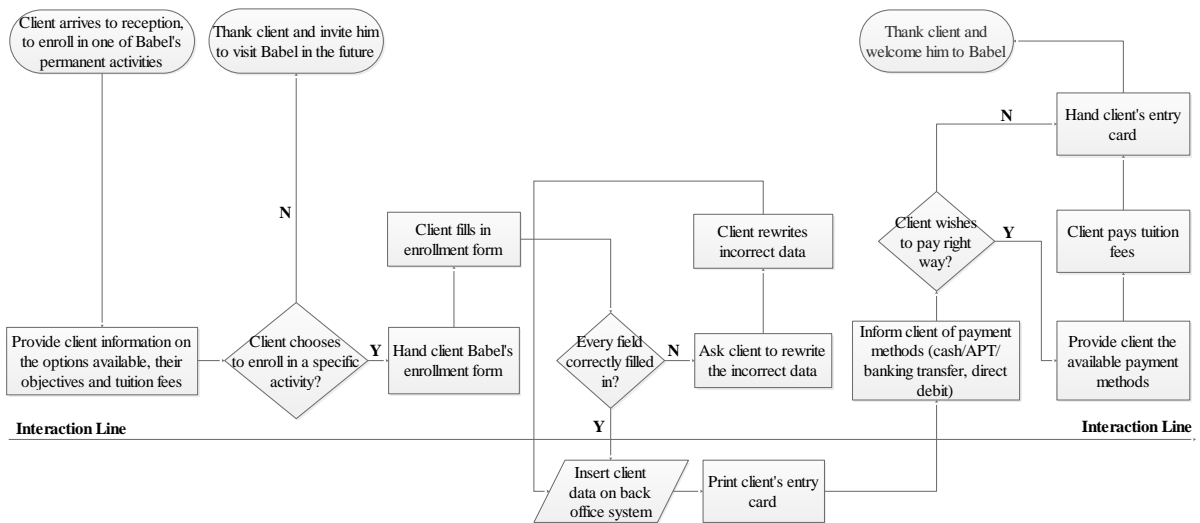 Client arrives to reception,
to enroll in one of Babel's
permanent activities
Thank client and invite him
to visit Babel in the future
Thank client and
welcome him to Babel
Hand client's entry
card
N
N
Client fills in
enrollment form
Client rewrites
incorrect data
Client wishes
to pay right
way?
Y
Client pays tuition
fees
Provide client information on
the options available, their
objectives and tuition fees
Client chooses
to enroll in a specific
activity?
Y
Hand client Babel's
enrollment form
Every field
correctly filled
in?
N
Ask client to rewrite
the incorrect data
Inform client of payment
methods (cash/APT/
banking transfer, direct
debit)
Provide client the
available payment
methods
Y
Interaction Line
Interaction Line
Insert client
data on back
office system
Print client's entry
card